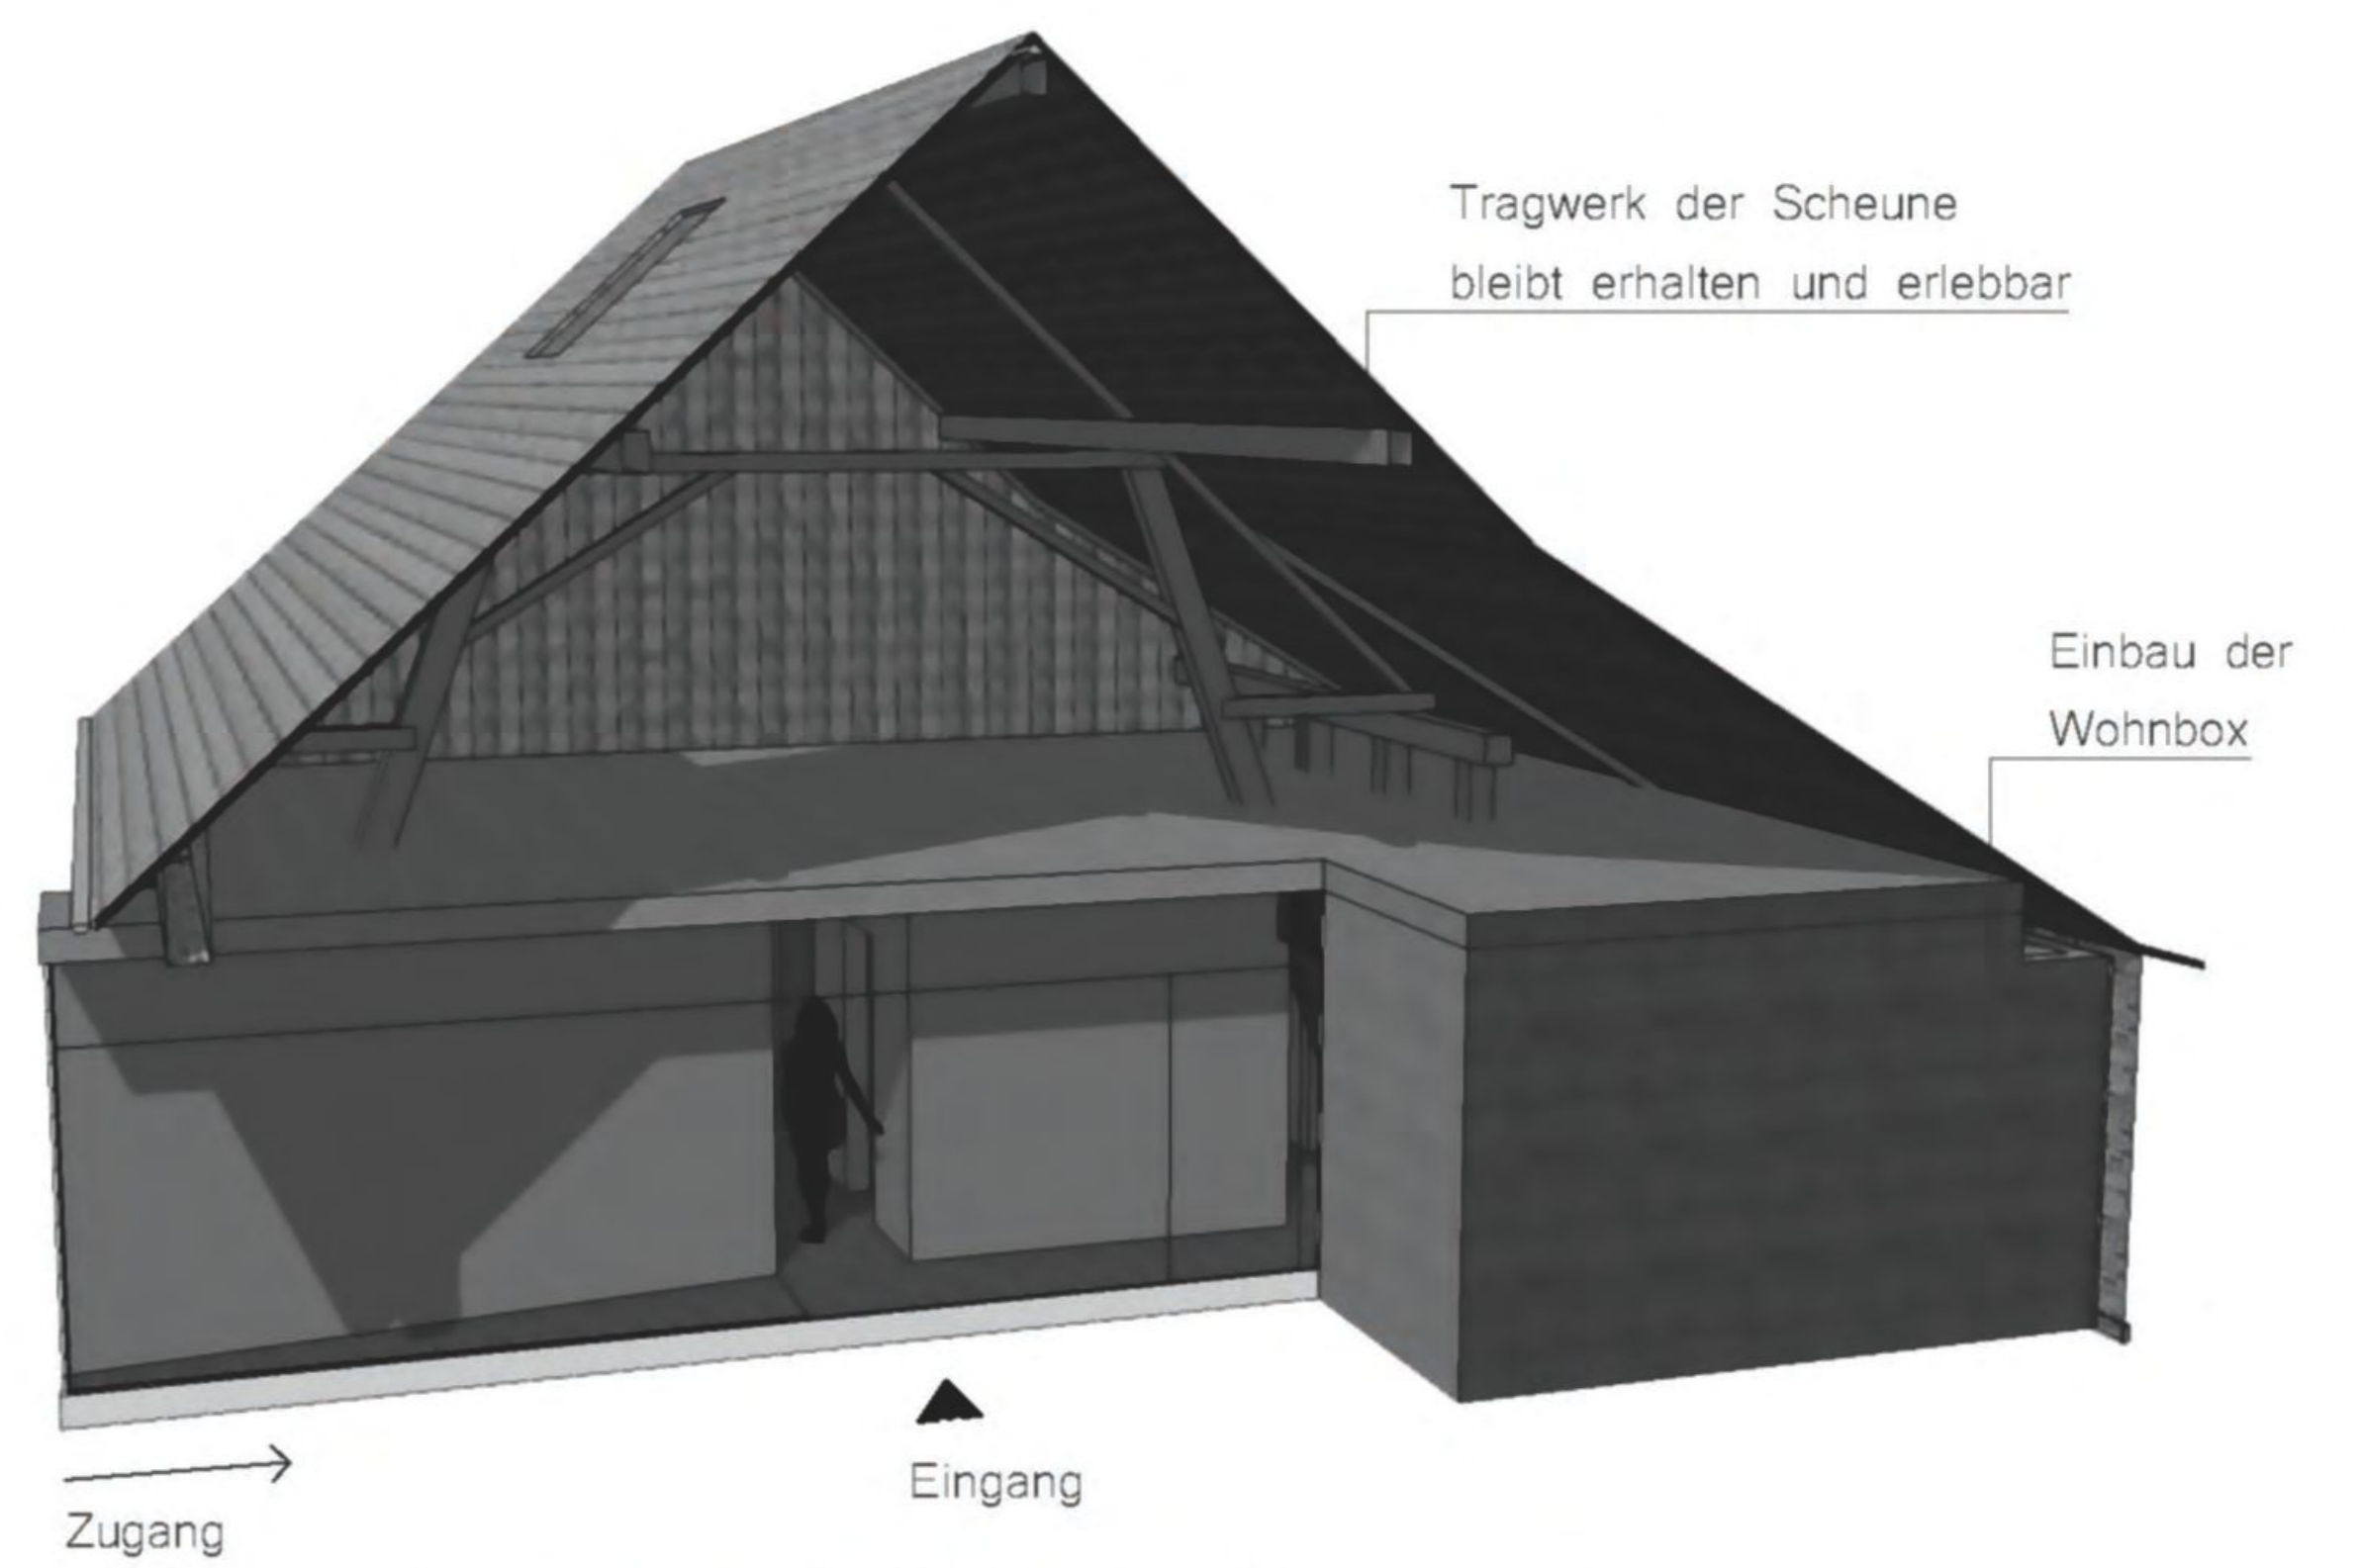 Tragwerk der Scheune
bleibt erhalten und erlebbar
Einbau der
Wohnbox
Eingang
Zugang